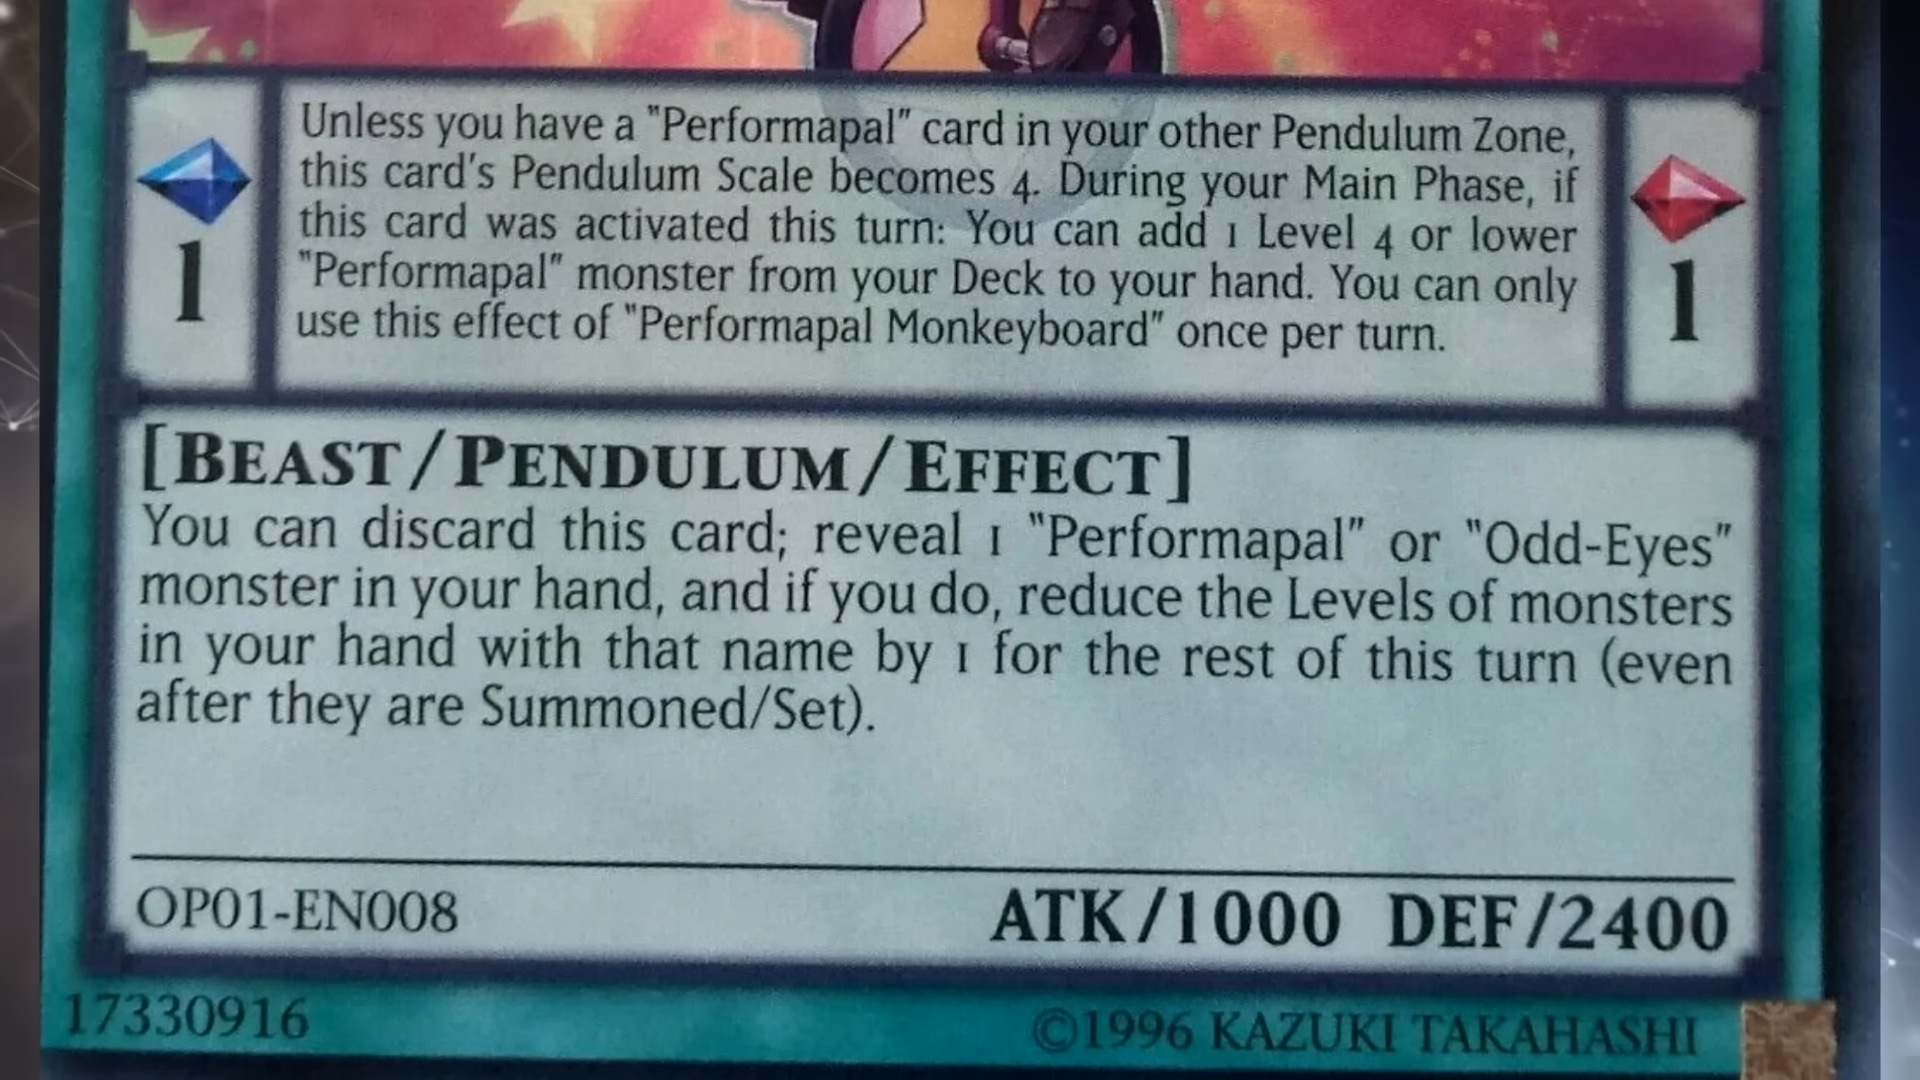 Unless you have a "Performapal" card in your other Pendulum Zone,
this card's Pendulum Scale becomes 4. During your Main Phase, if
this card was activated this turn: You can add 1 Level 4 or lower
"Performapal" monster from your Deck to your hand. You can only
use this effect of "Performapal Monkeyboard" once per turn.
1
1
[BEAST/PENDULUM/EFFECT]
You can discard this card; reveal 1 "Performapal" or "Odd-Eyes"
monster in your hand, and if you do, reduce the Levels of monsters
in your hand with that name by 1 for the rest of this turn (even
after they are Summoned/Set).
OP01-EN008
ATK/1000 DEF/2400
17330916
©1996 KAZUKI TAKAHASHI